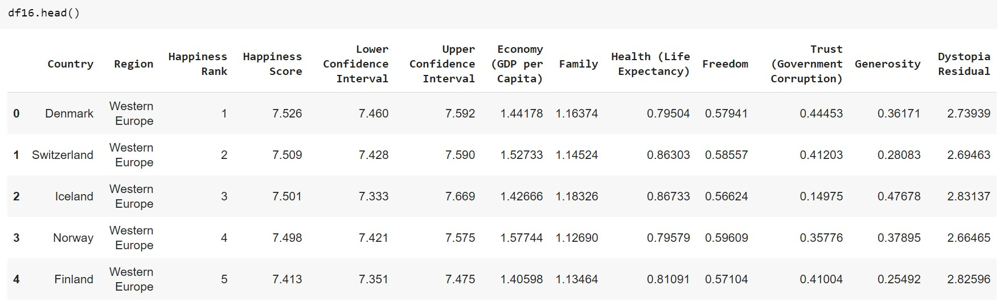 df16.head()
Country Region Happiness Rank Happiness Score Lower Confidence Interval Upper Confidence Interval Economy (GDP per Capita) Family Health (Life Expectancy) Freedom Trust (Government Corruption) Generosity Dystopia Residual
0 Denmark Western Europe 1 7.526 7.460 7.592 1.44178 1.16374 0.79504 0.57941 0.44453 0.36171 2.73939
1 Switzerland Western Europe 2 7.509 7.428 7.590 1.52733 1.14524 0.86303 0.58557 0.41203 0.28083 2.69463
2 Iceland Western Europe 3 7.501 7.333 7.669 1.42666 1.18326 0.86733 0.56624 0.14975 0.47678 2.83137
3 Norway Western Europe 4 7.498 7.421 7.575 1.57744 1.12690 0.79579 0.59609 0.35776 0.37895 2.66465
4 Finland Western Europe 5 7.413 7.351 7.475 1.40598 1.13464 0.81091 0.57104 0.41004 0.25492 2.82596